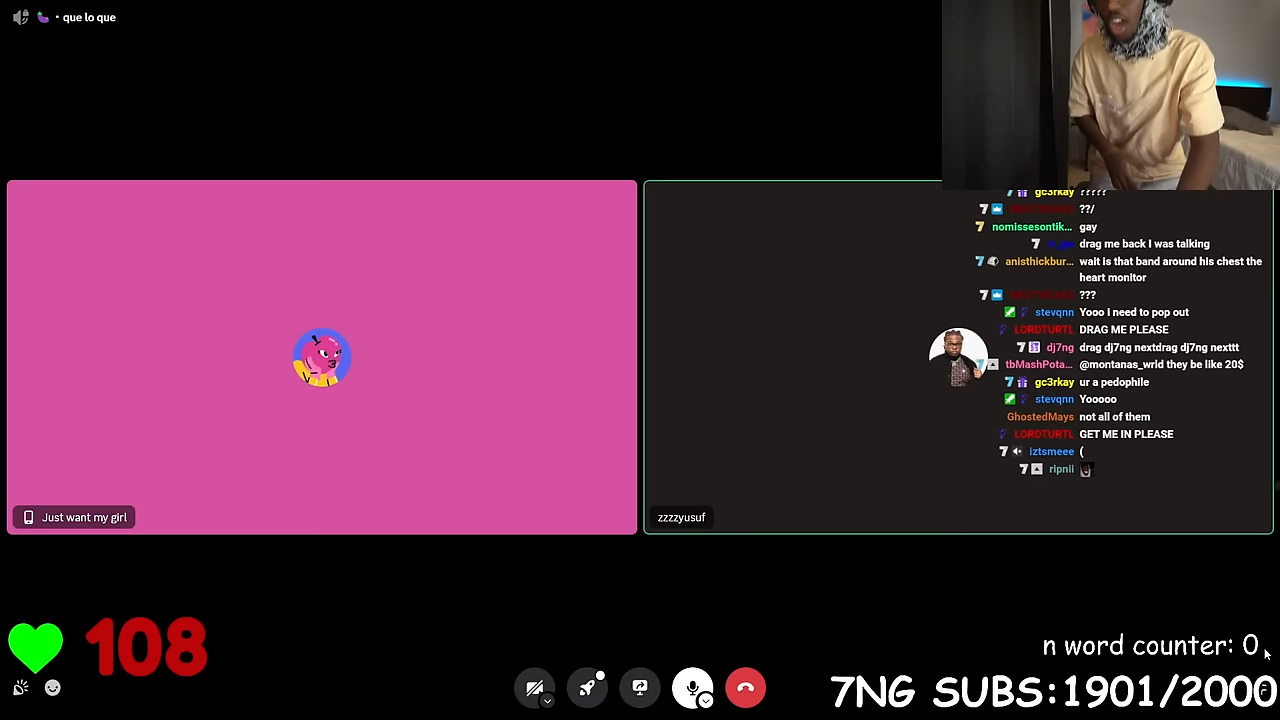 • que lo que
gc3rkay ?????
??/
nomissesontik... gay
drag me back I was talking
anisthickbur... wait is that band around his chest the
heart monitor
???
stevqnn Yooo i need to pop out
LORDTURTL DRAG ME PLEASE
dj7ng drag dj7ng nextdrag dj7ng nexttt
tbMashPota... @montanas_wrid they be like 20$
gc3rkay ur a pedophile
stevqnn Yooooo
GhostedMays not all of them
LORDTURTL GET ME IN PLEASE
iztsmeee (
ripnii
Just want my girl
zzzzyusuf
108
n word counter: 0
7NG SUBS:1901/2000